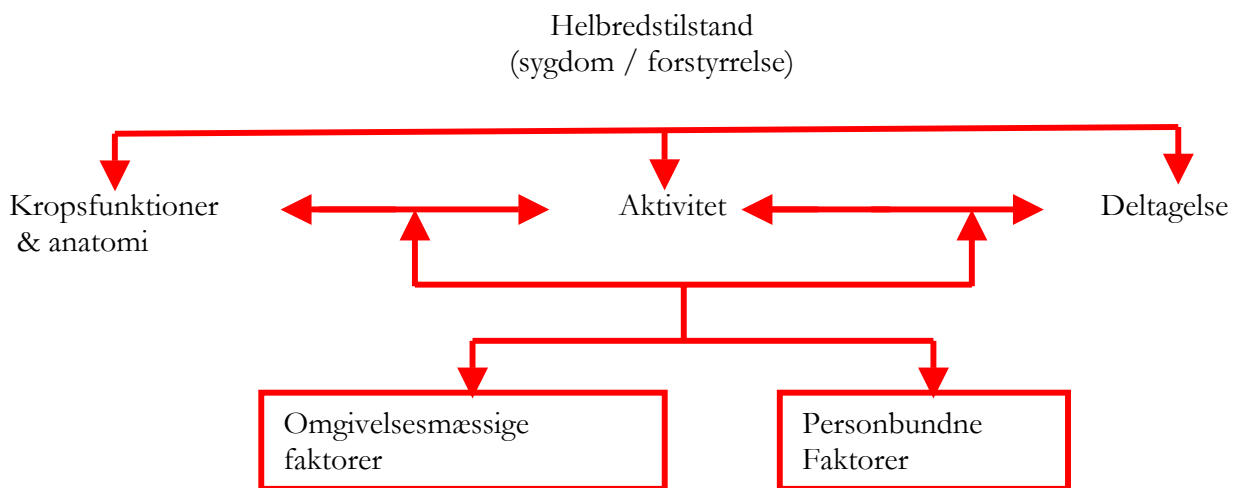 Helbredstilstand
(sygdom / forstyrrelse)
Kropsfunktioner
& anatomi
Aktivitet
Deltagelse
Omgivelsesmæssige
faktorer
Personbundne
Faktorer